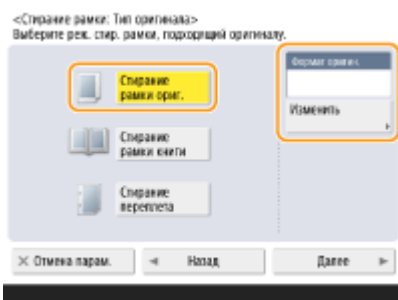 <Стирание рамки: Тип оригинала>
Выберите реж. стир. рамки, подходящий оригиналу.
Стирание
рамки ориг.
Формат оригин.
Изменить
Стирание
рамки книги
Стирание
переплета
× Отмена парам.
Назад
Далее